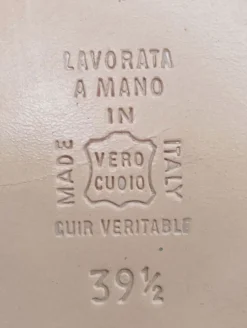 LAVORATA
A MANO
IN
MADE
VERO
CUOIO
ITALY
CUIR VERITABLE
39½